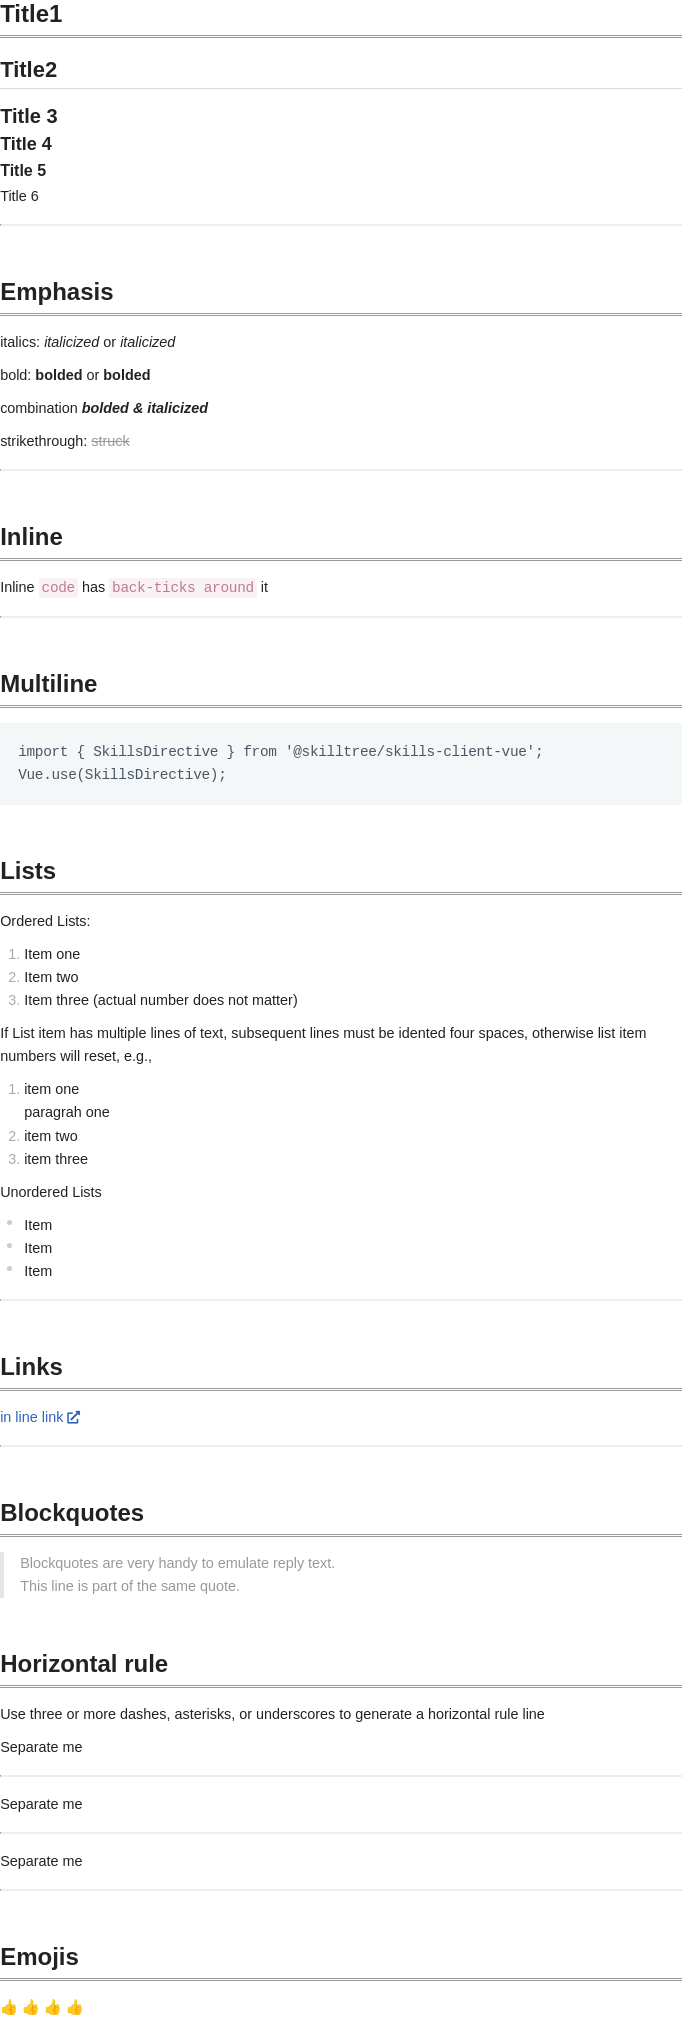 Title1
Title2
Title 3
Title 4
Title 5
Title 6
Emphasis
italics: italicized or italicized
bold: bolded or bolded
combination bolded & italicized
strikethrough: struck
Inline
Inline code has back-ticks around it
Multiline
import { SkillsDirective } from '@skilltree/skills-client-vue';
Vue.use(SkillsDirective);
Lists
Ordered Lists:
1. Item one
2. Item two
3. Item three (actual number does not matter)
If List item has multiple lines of text, subsequent lines must be idented four spaces, otherwise list item
numbers will reset, e.g.,
1. item one
paragrah one
2. item two
3. item three
Unordered Lists
• Item
• Item
• Item
Links
in line link
Blockquotes
Blockquotes are very handy to emulate reply text.
This line is part of the same quote.
Horizontal rule
Use three or more dashes, asterisks, or underscores to generate a horizontal rule line
Separate me
Separate me
Separate me
Emojis
👍 👍 👍 👍